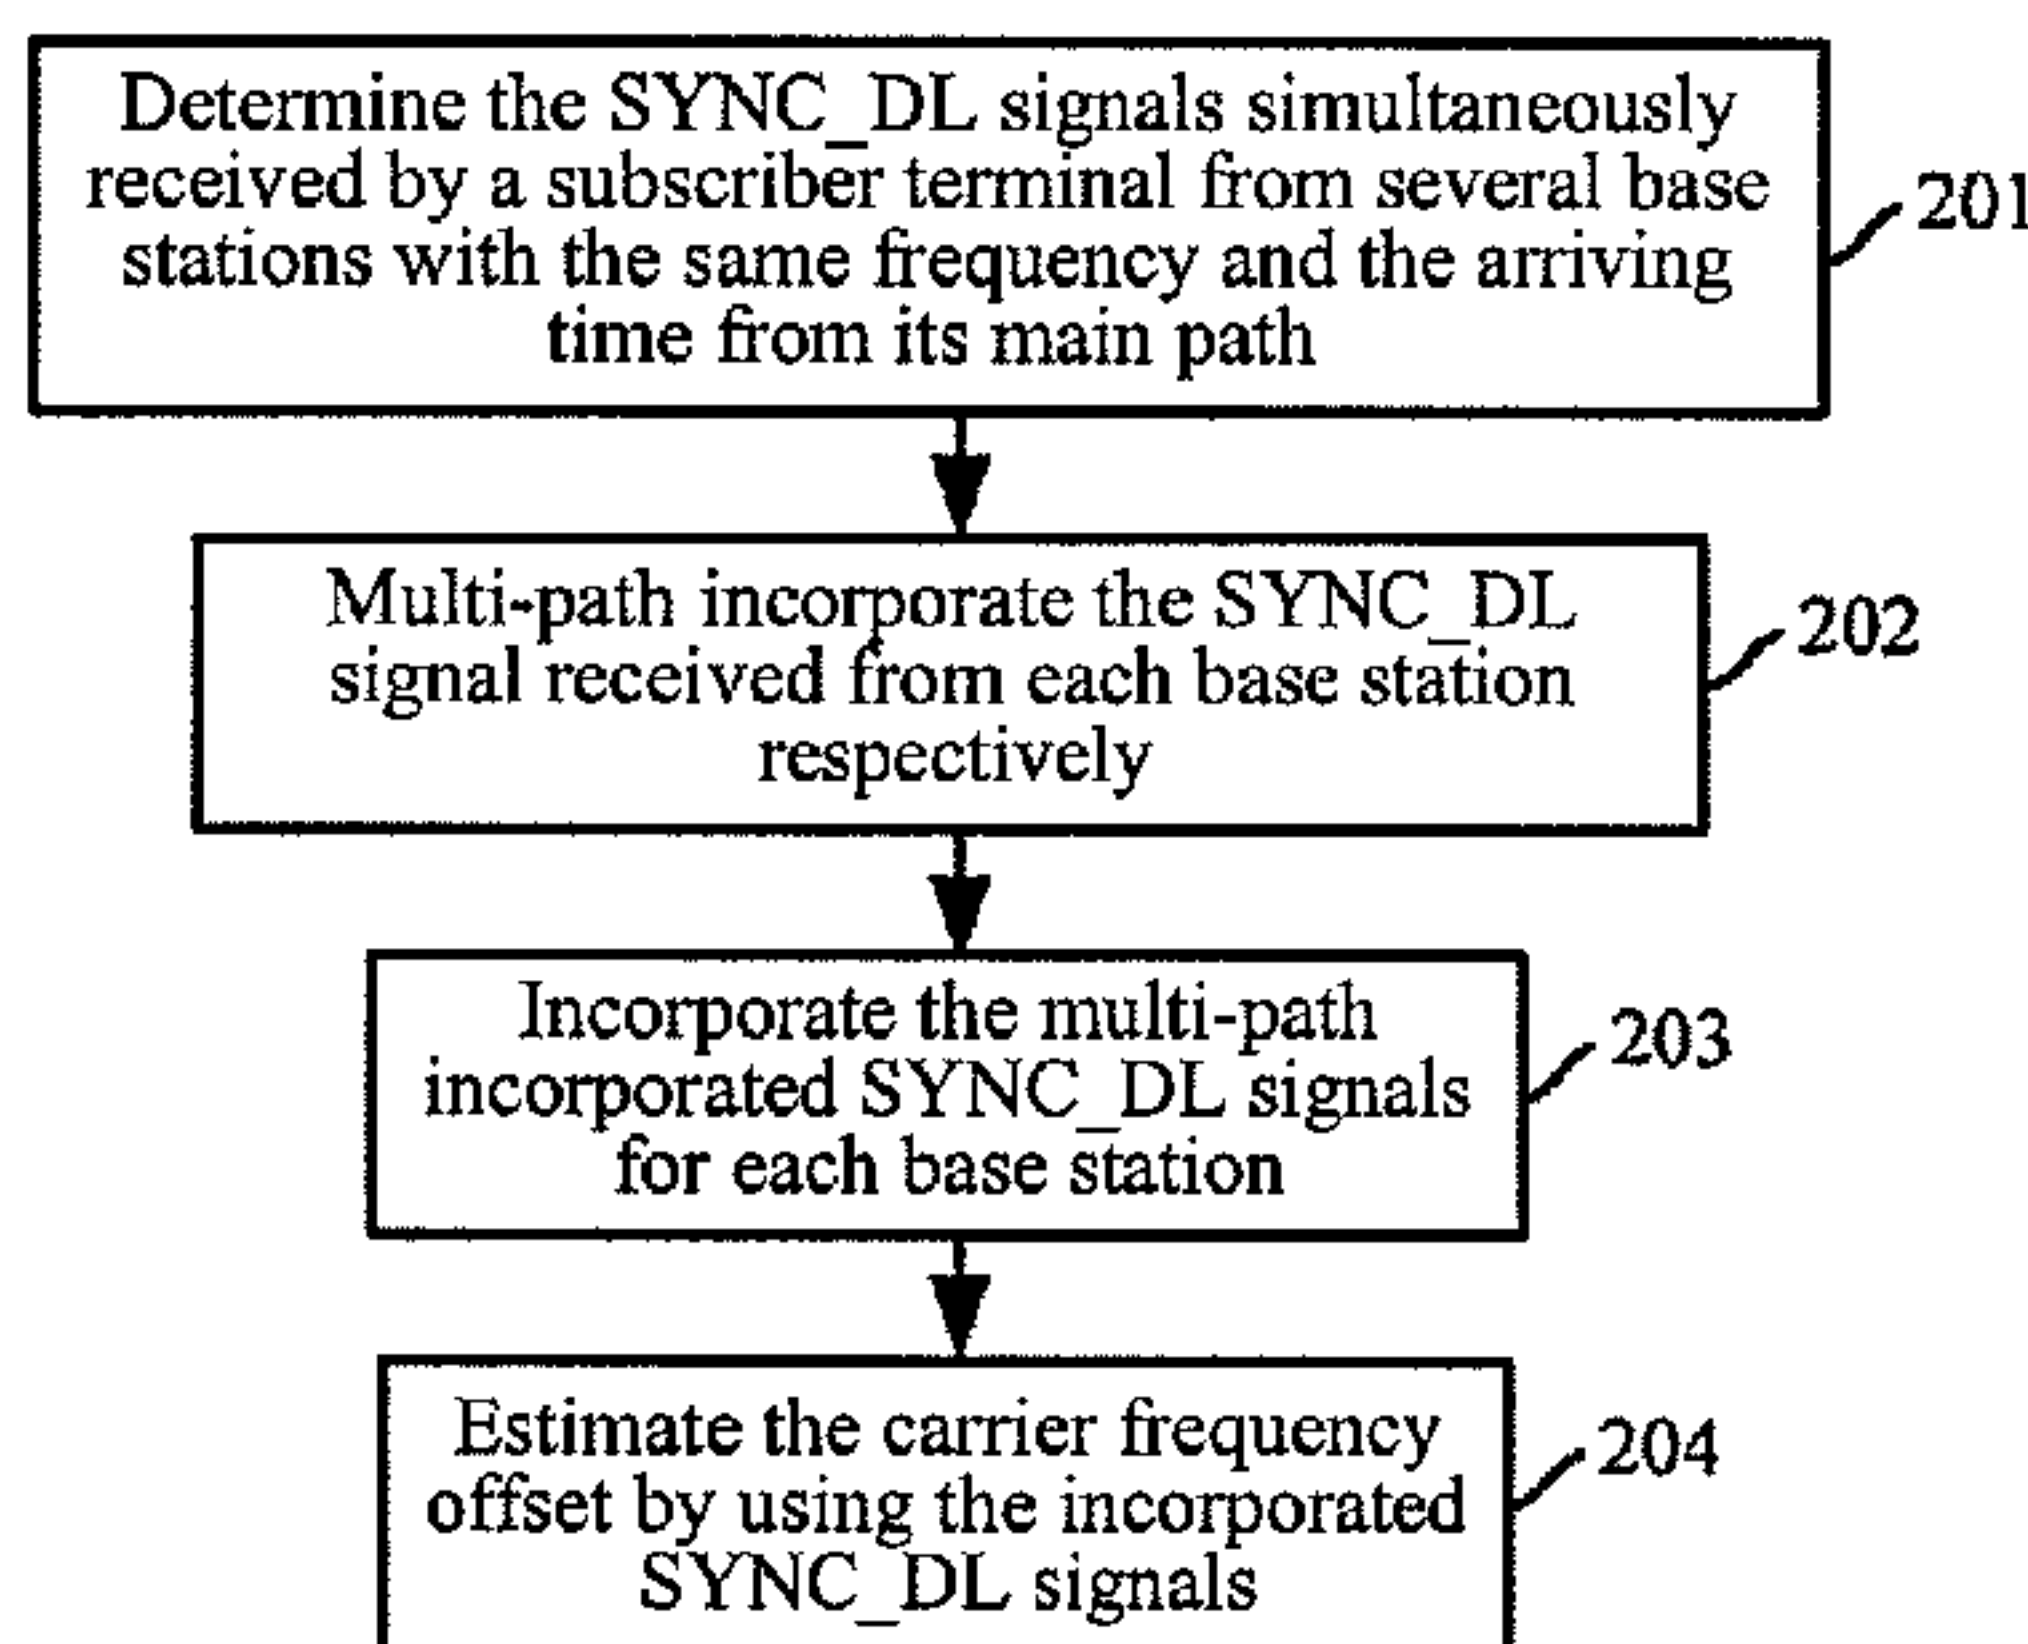 Determine the SYNC_DL signals simultaneously
received by a subscriber terminal from several base
stations with the same frequency and the arriving
time from its main path
201
Multi-path incorporate the SYNC_DL
signal received from each base station
respectively
202
Incorporate the multi-path
incorporated SYNC_DL signals
for each base station
203
Estimate the carrier frequency
offset by using the incorporated
SYNC_DL signals
204